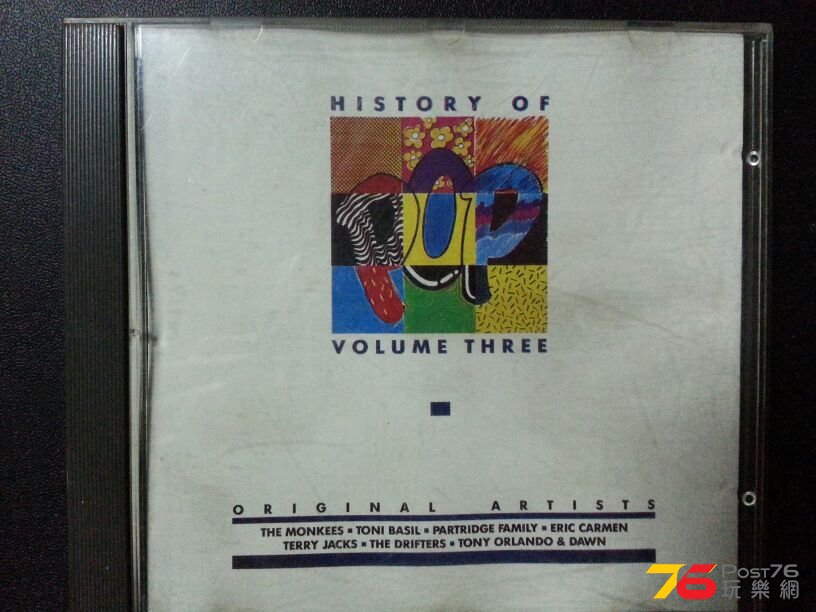 HISTORY OF
POP
VOLUME THREE
ORIGINAL ARTISTS
THE MONKEES ▪ TONI BASIL ▪ PARTRIDGE FAMILY ▪ ERIC CARMEN
TERRY JACKS ▪ THE DRIFTERS ▪ TONY ORLANDO & DAWN
76 Post76
玩樂網